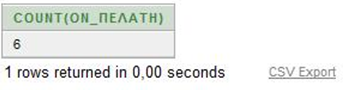 COUNT(ON_ΠΕΛΑΤΗ)
6
1 rows returned in 0,00 seconds CSV Export